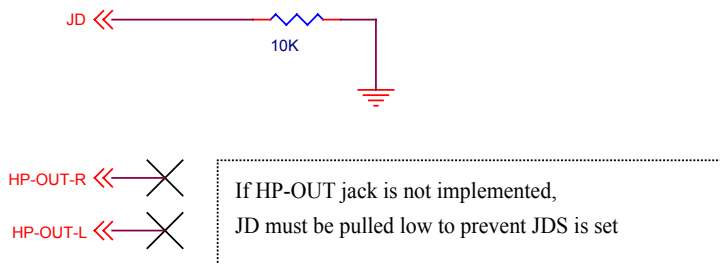 JD
10K
HP-OUT-R
HP-OUT-L
If HP-OUT jack is not implemented,
JD must be pulled low to prevent JDS is set